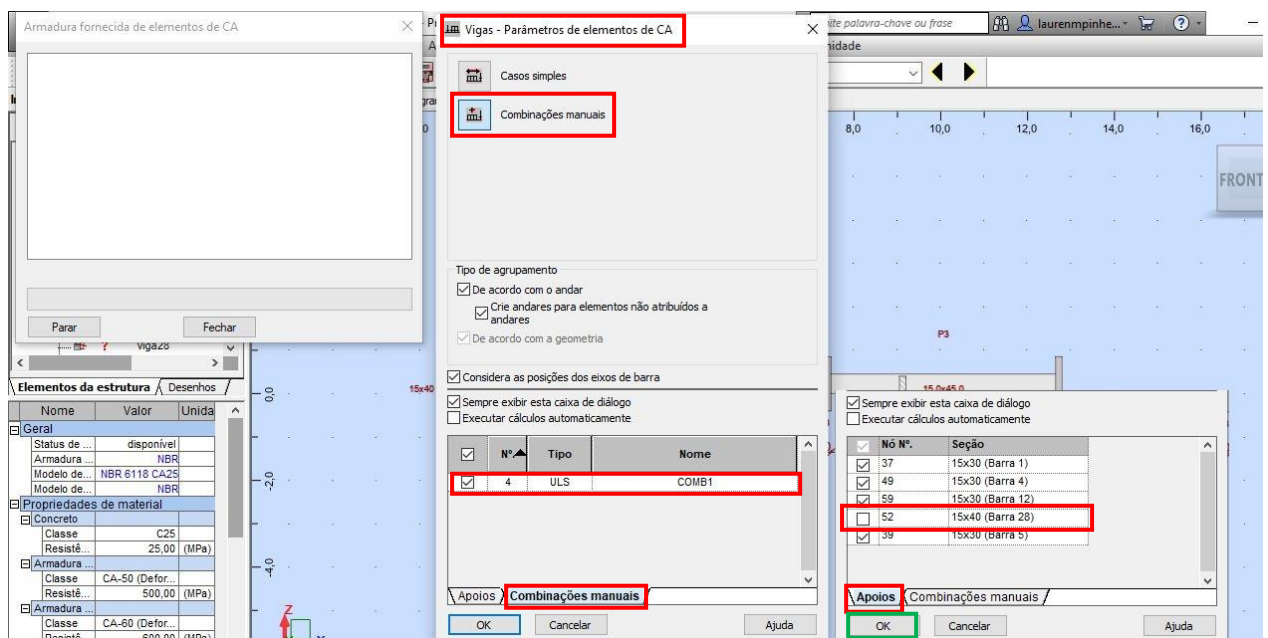 Armadura fornecida de elementos de CA
Parar
Fechar
Viga28
Elementos da estrutura
Desenhos
Nome Valor Unida
Geral
Status de ... disponível
Armadura ... NBR
Modelo de... NBR 6118 CA25
Modelo de... NBR
Propriedades de material
Concreto
Classe C25
Resistê... 25,00 (MPa)
Armadura ...
Classe CA-50 (Defor...
Resistê... 500,00 (MPa)
Armadura ...
Classe CA-60 (Defor...
Resistê... 600,00 (MPa)
0,0
-2,0
-4,0
Z
15x40
Vigas - Parâmetros de elementos de CA
Casos simples
Combinações manuais
Tipo de agrupamento
De acordo com o andar
Crie andares para elementos não atribuídos a
andares
De acordo com a geometria
Considera as posições dos eixos de barra
Sempre exibir esta caixa de diálogo
Executar cálculos automaticamente
Nº. Tipo Nome
4 ULS COMB1
Apoios Combinações manuais
OK Cancelar Ajuda
palavra-chave ou frase
laurenmpinhe...
8,0 10,0 12,0 14,0 16,0
FRONT
P3
15,0x45,0
Sempre exibir esta caixa de diálogo
Executar cálculos automaticamente
Nó Nº. Seção
37 15x30 (Barra 1)
49 15x30 (Barra 4)
59 15x30 (Barra 12)
52 15x40 (Barra 28)
39 15x30 (Barra 5)
Apoios Combinações manuais
OK Cancelar Ajuda